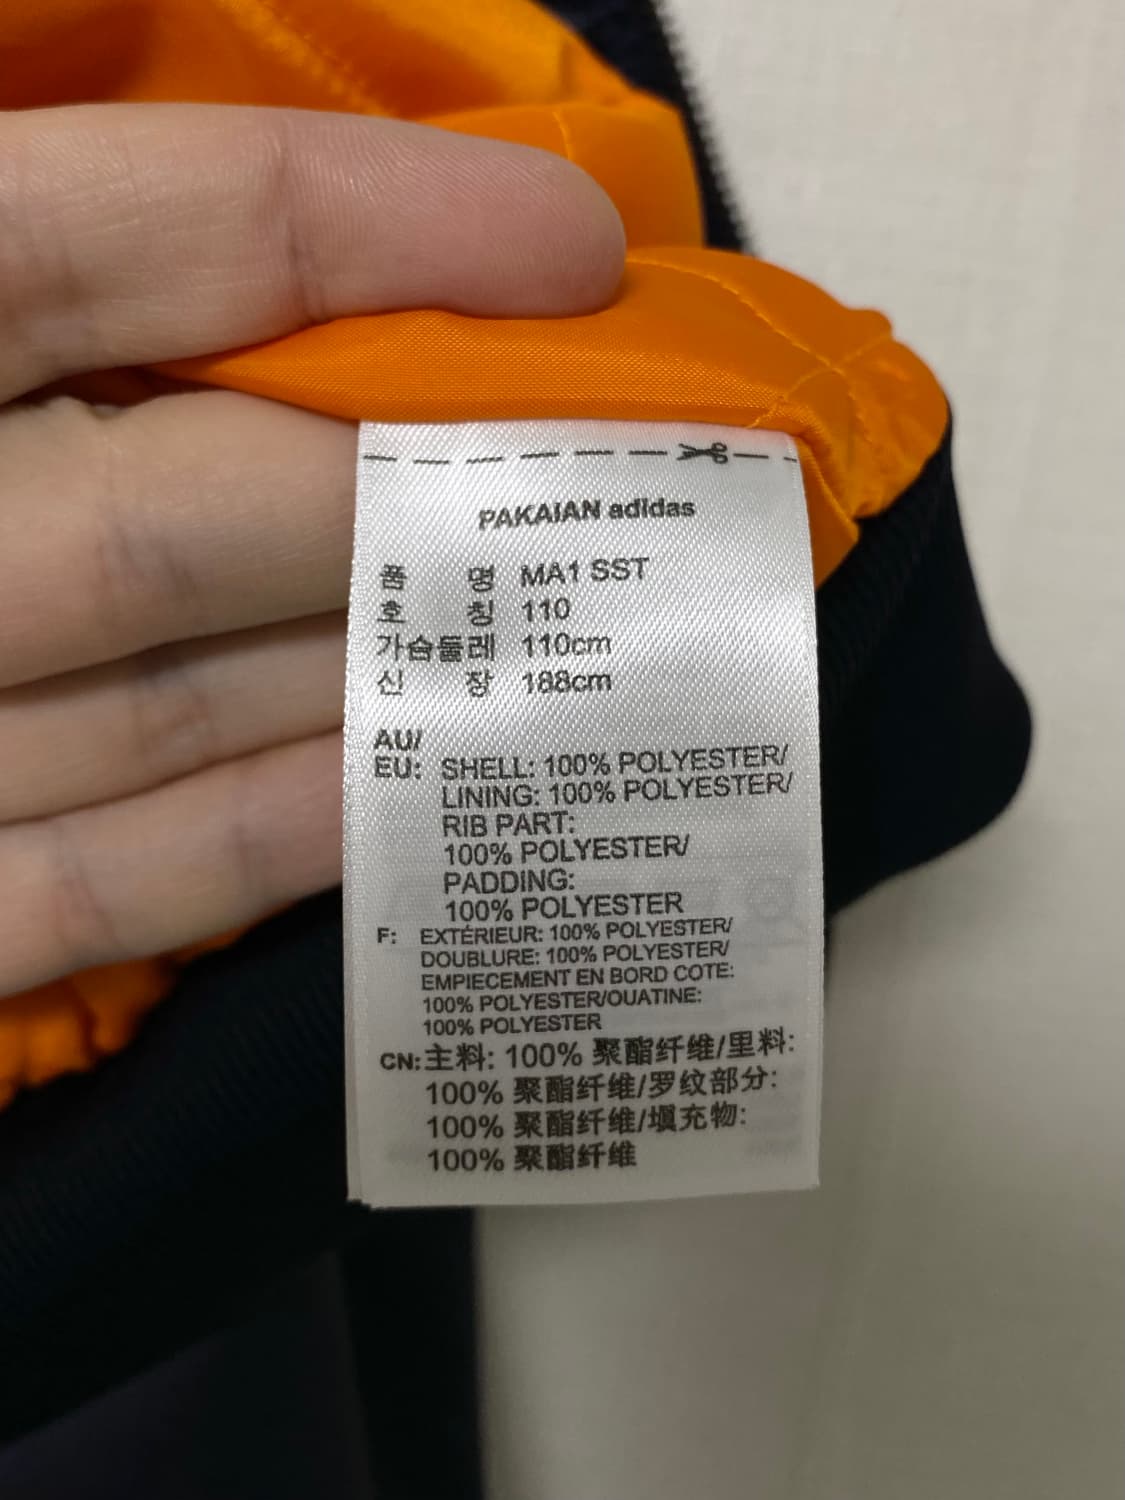 PAKAIAN adidas
품 명 MA1 SST
호 칭 110
가슴둘레 110cm
신 장 188cm
AU/
EU: SHELL: 100% POLYESTER/
LINING: 100% POLYESTER/
RIB PART:
100% POLYESTER/
PADDING:
100% POLYESTER
F: EXTÉRIEUR: 100% POLYESTER/
DOUBLURE: 100% POLYESTER/
EMPIECEMENT EN BORD COTE:
100% POLYESTER/OUATINE:
100% POLYESTER
CN: 主料: 100% 聚酯纤维/里料:
100% 聚酯纤维/罗纹部分:
100% 聚酯纤维/填充物:
100% 聚酯纤维